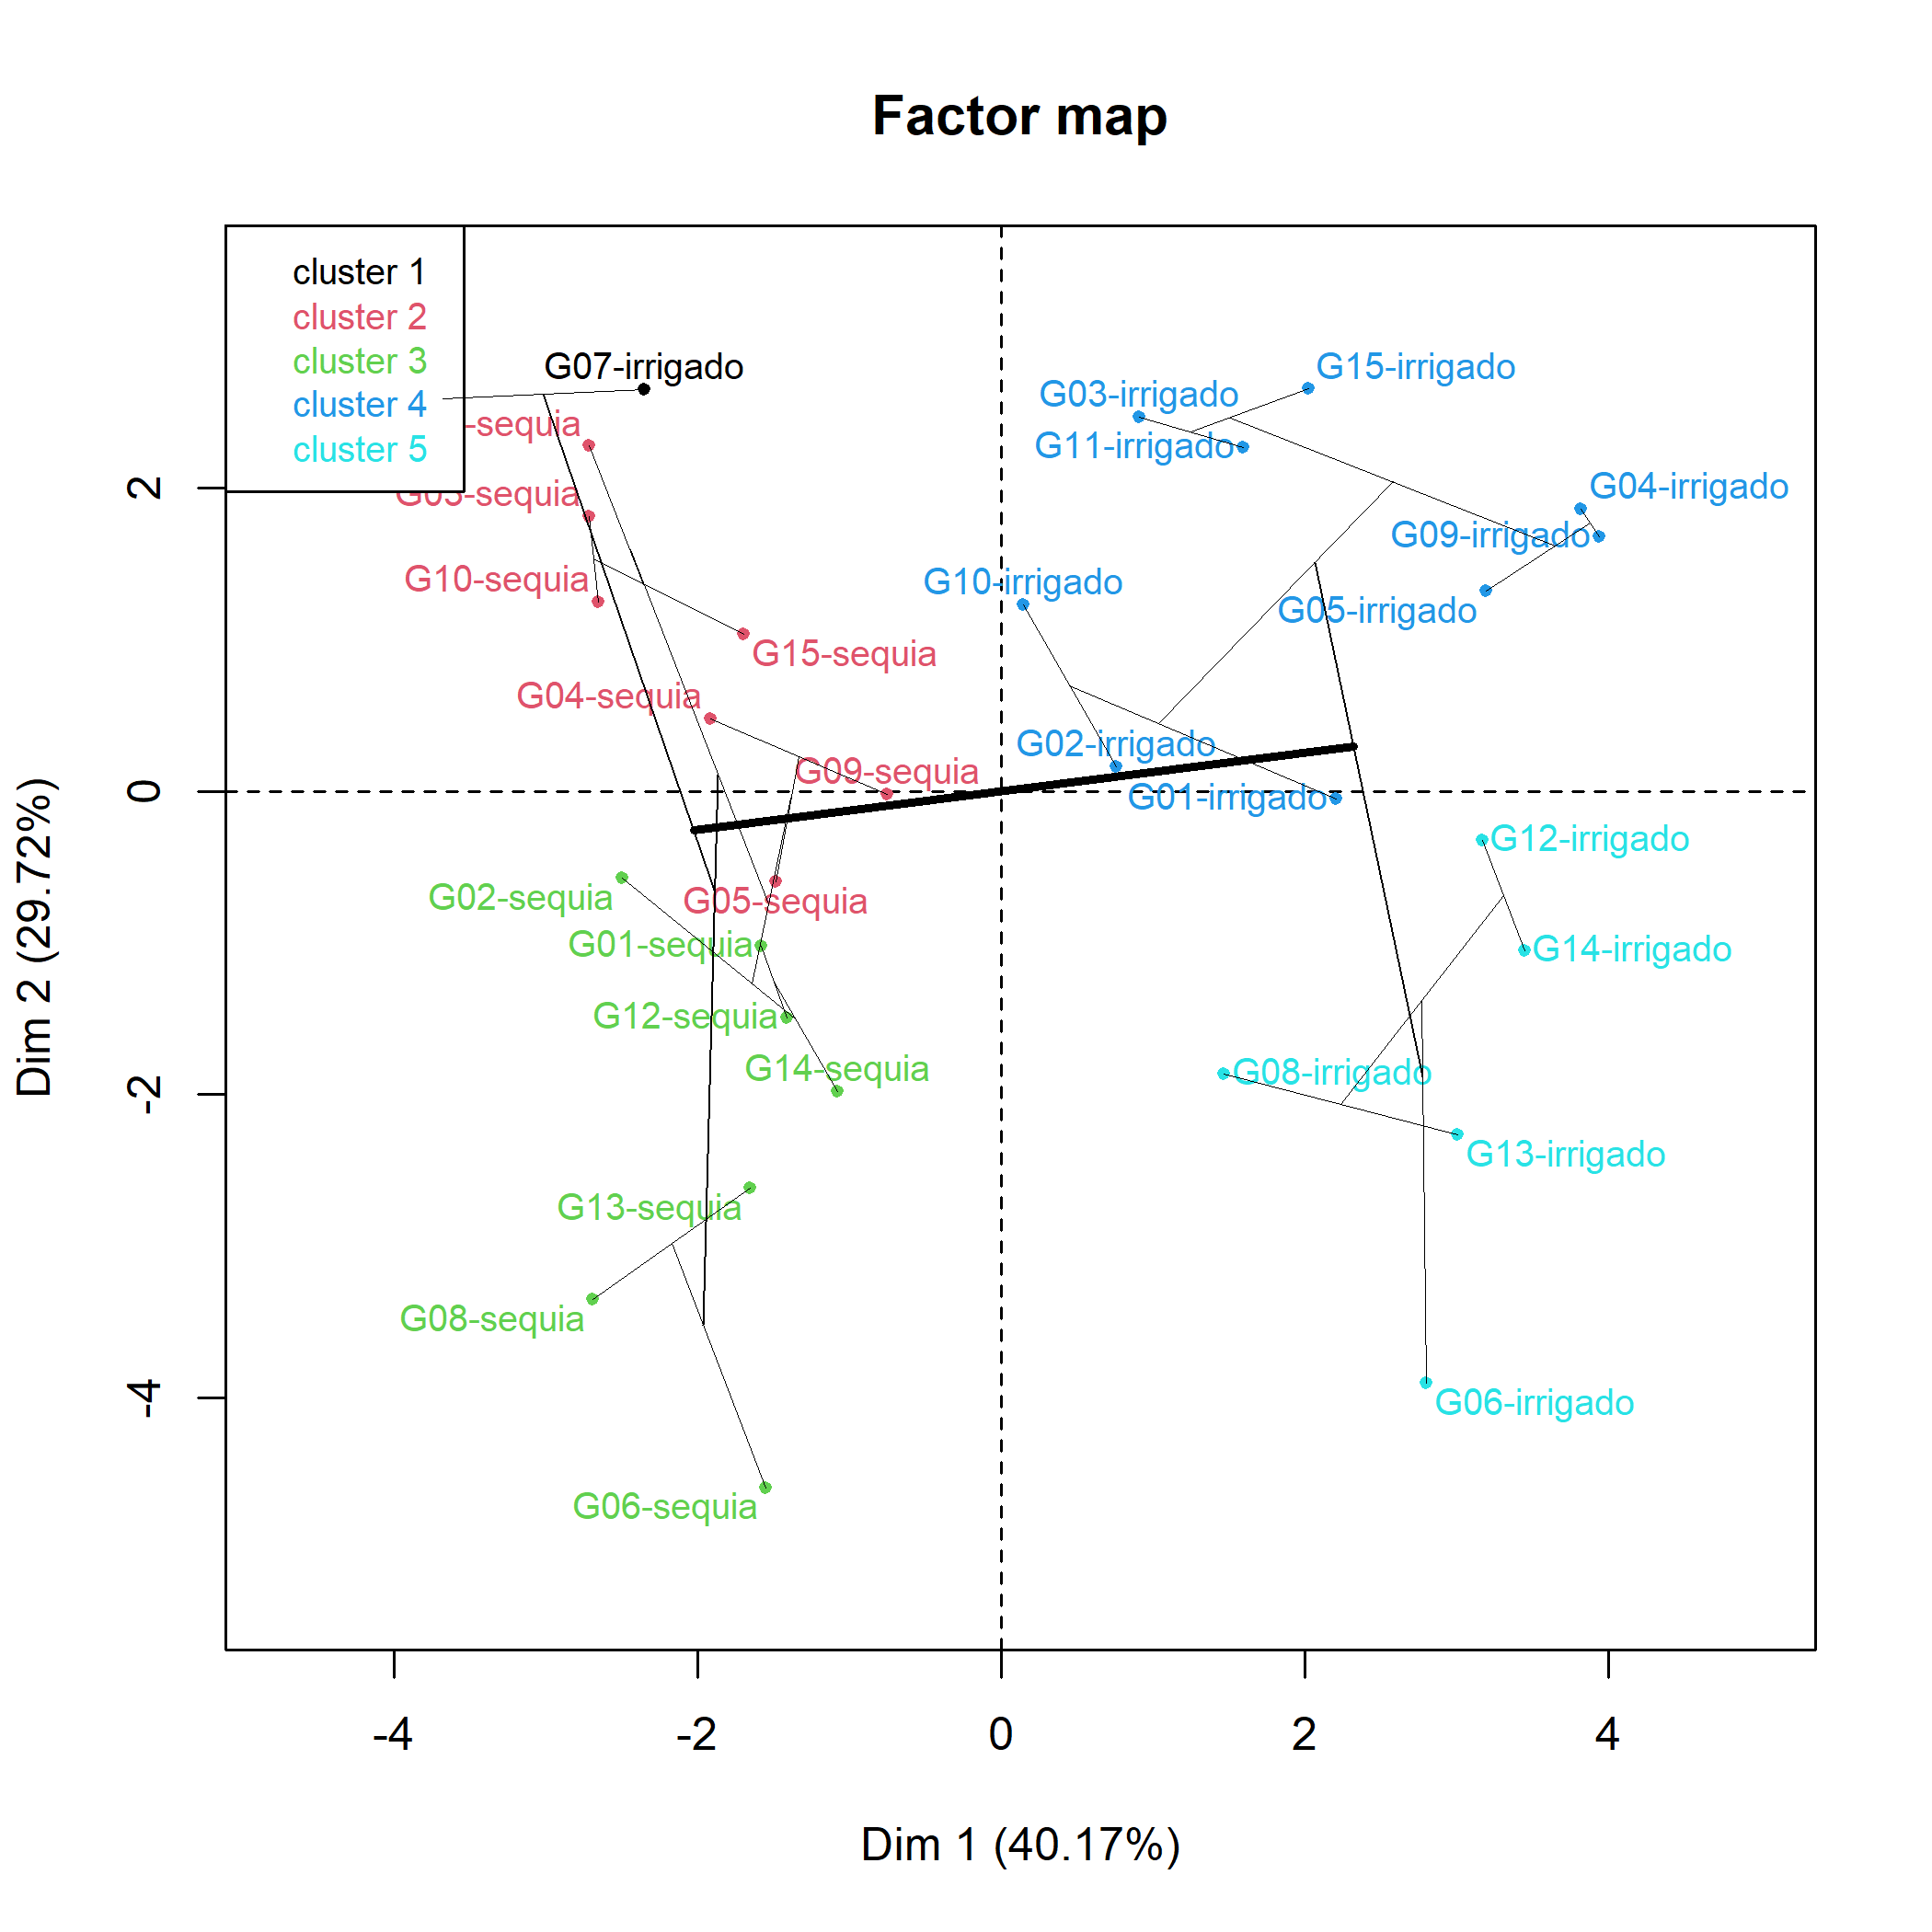 Factor map
cluster 1
cluster 2
cluster 3
cluster 4
cluster 5
G07-irrigado
G15-irrigado
G03-irrigado
-sequia
G11-irrigado
G04-irrigado
G03-sequia
G09-irrigado
G10-sequia
G10-irrigado
G05-irrigado
G15-sequia
G04-sequia
G02-irrigado
G09-sequia
G01-irrigado
G12-irrigado
G02-sequia
G05-sequia
G01-sequia
G14-irrigado
G12-sequia
G14-sequia
G08-irrigado
G13-irrigado
G13-sequia
G08-sequia
G06-irrigado
G06-sequia
2
0
-2
-4
Dim 2 (29.72%)
-4
-2
0
2
4
Dim 1 (40.17%)